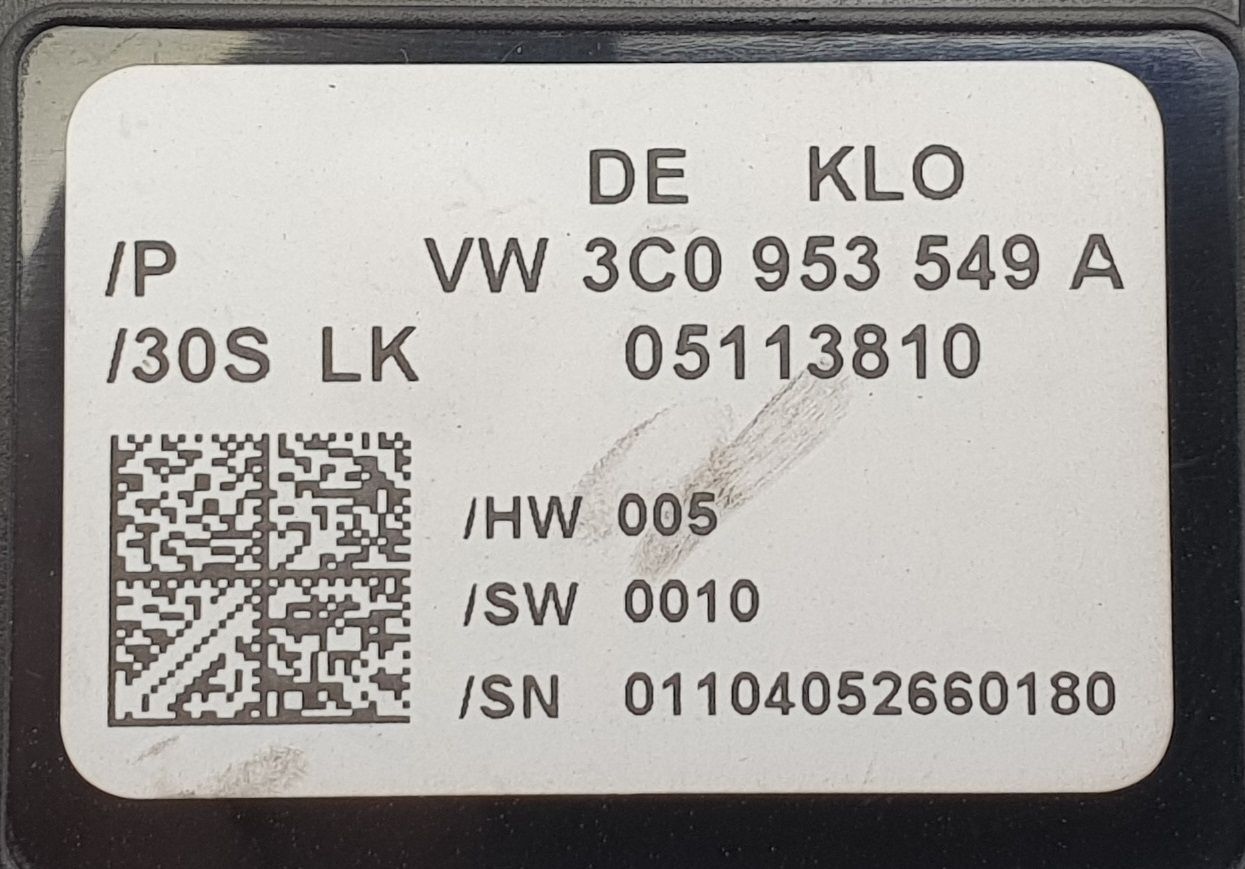 DE KLO
/P VW 3C0 953 549 A
/30S LK 05113810
/HW 005
/SW 0010
/SN 01104052660180